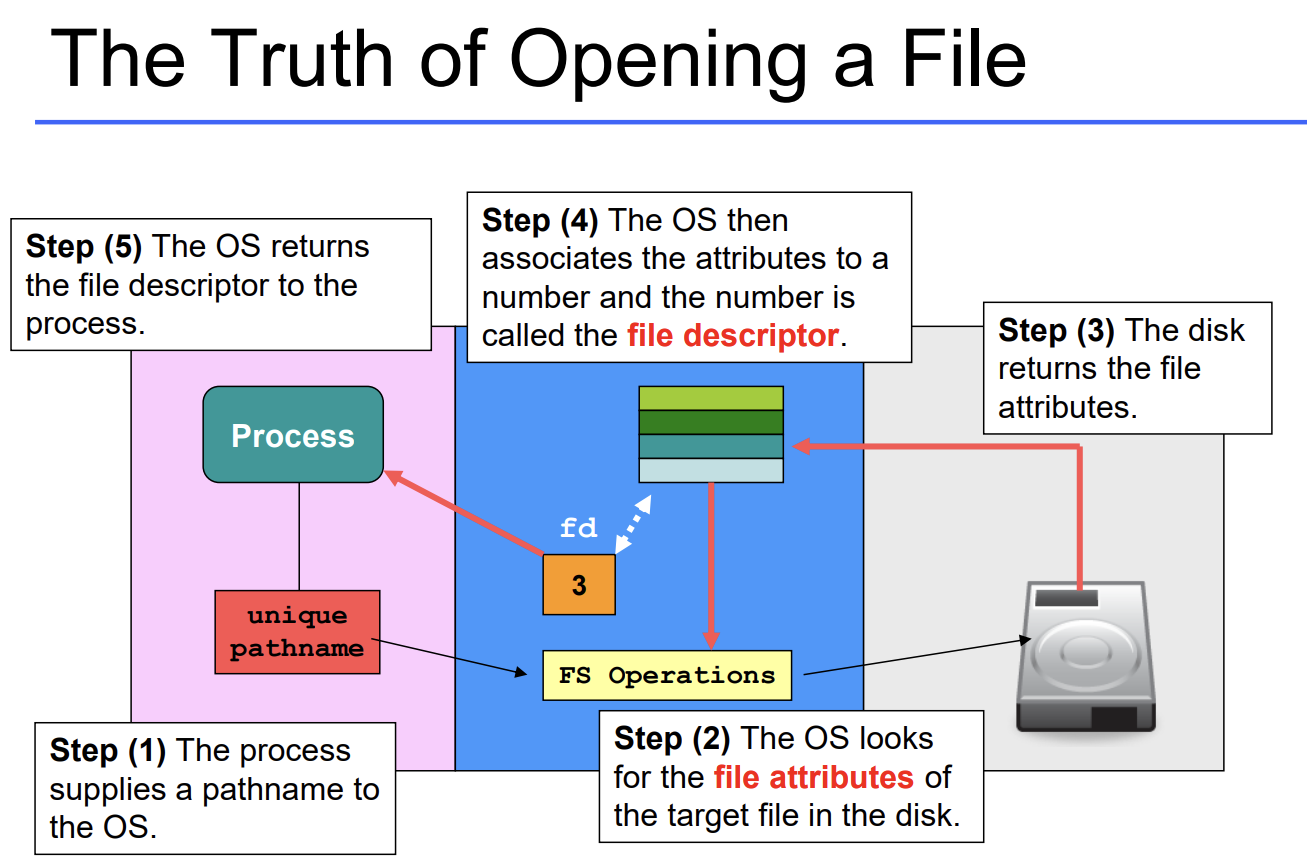 The Truth of Opening a File
Step (5) The OS returns
the file descriptor to the
process.
Step (4) The OS then
associates the attributes to a
number and the number is
called the file descriptor.
Step (3) The disk
returns the file
attributes.
Process
fd
3
unique
pathname
FS Operations
Step (1) The process
supplies a pathname to
the OS.
Step (2) The OS looks
for the file attributes of
the target file in the disk.